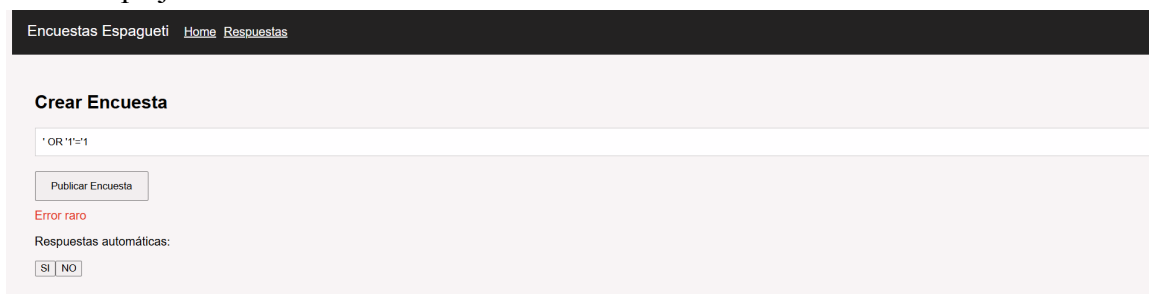 Encuestas Espagueti Home Respuestas
Crear Encuesta
' OR '1'='1
Publicar Encuesta
Error raro
Respuestas automáticas:
SI NO